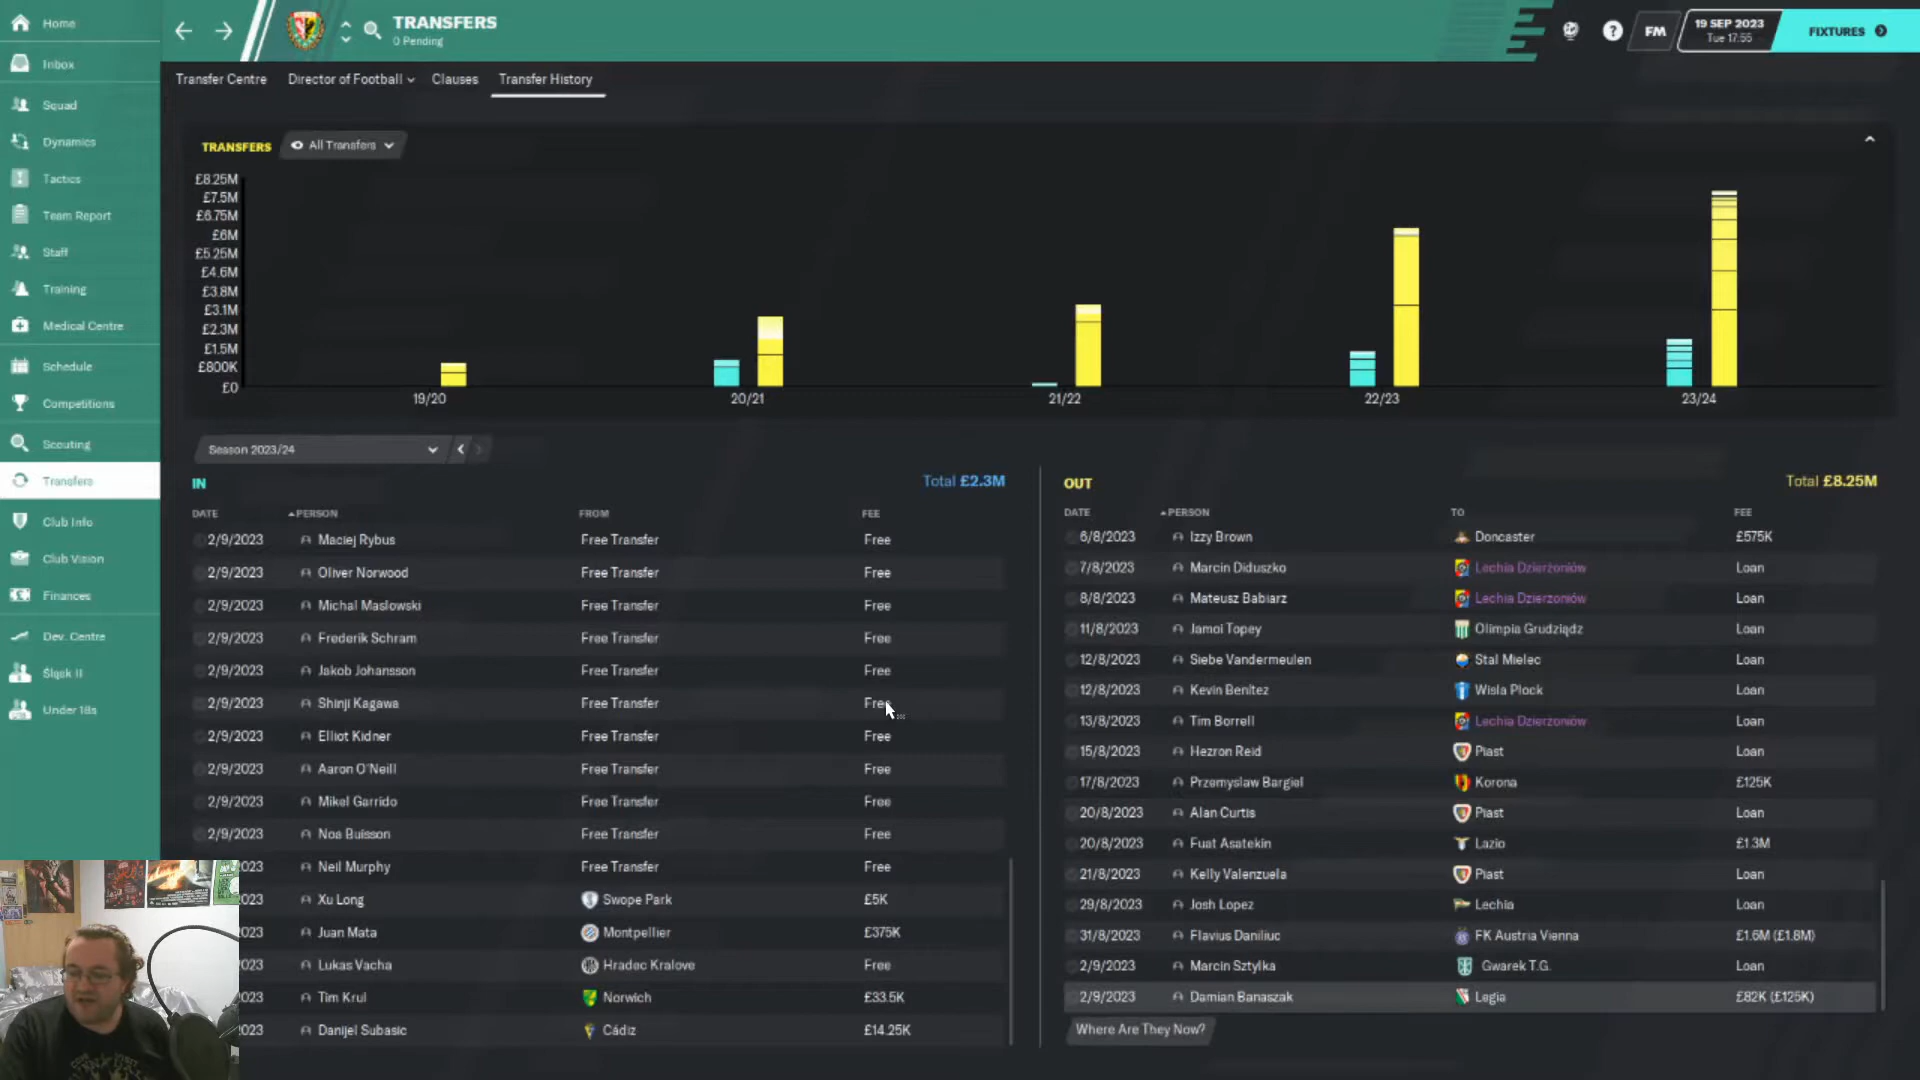 Home
Inbox
Squad
Dynamics
Tactics
Team Report
Staff
Training
Medical Centre
Schedule
Competitions
Scouting
Transfers
Club Info
Club Vision
Finances
Dev. Centre
Śląsk II
Under 18s
TRANSFERS
0 Pending
FM
19 SEP 2023
Tue 17:55
FIXTURES
Transfer Centre Director of Football Clauses Transfer History
TRANSFERS All Transfers
£8.25M
£7.5M
£6.75M
£6M
£5.25M
£4.6M
£3.8M
£3.1M
£2.3M
£1.5M
£800K
£0
19/20 20/21 21/22 22/23 23/24
Season 2023/24
IN Total £2.3M
DATE PERSON FROM FEE
2/9/2023 Maciej Rybus Free Transfer Free
2/9/2023 Oliver Norwood Free Transfer Free
2/9/2023 Michal Maslowski Free Transfer Free
2/9/2023 Frederik Schram Free Transfer Free
2/9/2023 Jakob Johansson Free Transfer Free
2/9/2023 Shinji Kagawa Free Transfer Free
2/9/2023 Elliot Kidner Free Transfer Free
2/9/2023 Aaron O'Neill Free Transfer Free
2/9/2023 Mikel Garrido Free Transfer Free
2/9/2023 Noa Buisson Free Transfer Free
023 Neil Murphy Free Transfer Free
023 Xu Long Swope Park £5K
023 Juan Mata Montpellier £375K
023 Lukas Vacha Hradec Kralove Free
023 Tim Krul Norwich £33.5K
023 Danijel Subasic Cádiz £14.25K
OUT Total £8.25M
DATE PERSON TO FEE
6/8/2023 Izzy Brown Doncaster £575K
7/8/2023 Marcin Diduszko Lechia Dzierżoniów Loan
8/8/2023 Mateusz Babiarz Lechia Dzierżoniów Loan
11/8/2023 Jamol Topey Olimpia Grudziądz Loan
12/8/2023 Siebe Vandermeulen Stal Mielec Loan
12/8/2023 Kevin Benítez Wisla Plock Loan
13/8/2023 Tim Borrell Lechia Dzierżoniów Loan
15/8/2023 Hezron Reid Piast Loan
17/8/2023 Przemyslaw Bargiel Korona £125K
20/8/2023 Alan Curtis Piast Loan
20/8/2023 Fuat Asatekin Lazio £1.3M
21/8/2023 Kelly Valenzuela Piast Loan
29/8/2023 Josh Lopez Lechia Loan
31/8/2023 Flavius Daniliuc FK Austria Vienna £1.6M (£1.8M)
2/9/2023 Marcin Sztylka Gwarek T.G. Loan
2/9/2023 Damian Banaszak Legia £82K (£125K)
Where Are They Now?